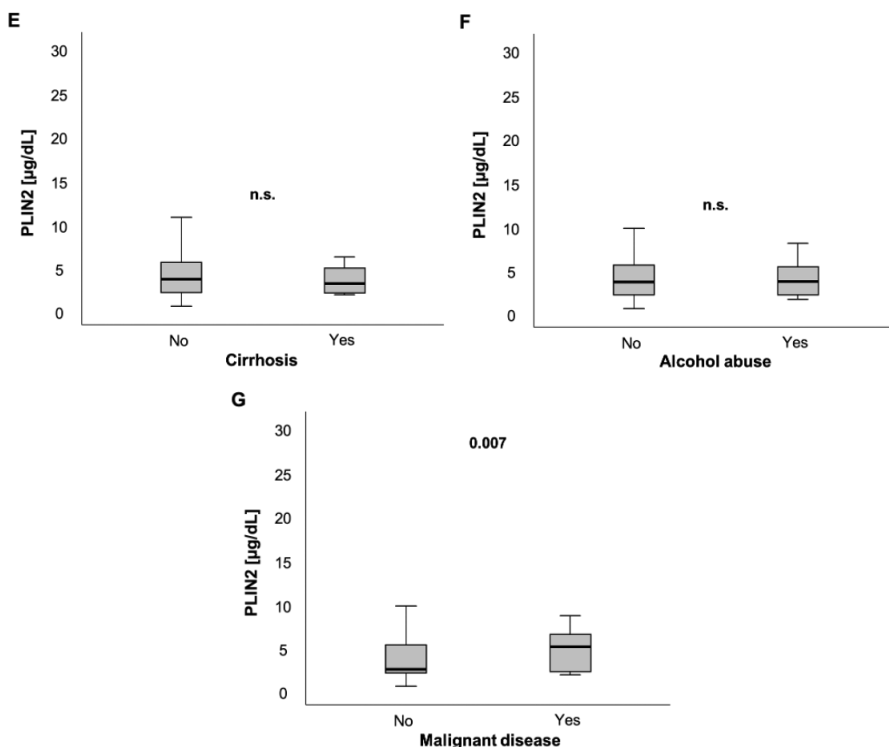 E
30
25
20
15
10
5
0
PLIN2 [µg/dL]
n.s.
No Yes
Cirrhosis
F
30
25
20
15
10
5
0
PLIN2 [µg/dL]
n.s.
No Yes
Alcohol abuse
G
30
25
20
15
10
5
0
PLIN2 [µg/dL]
0.007
No Yes
Malignant disease